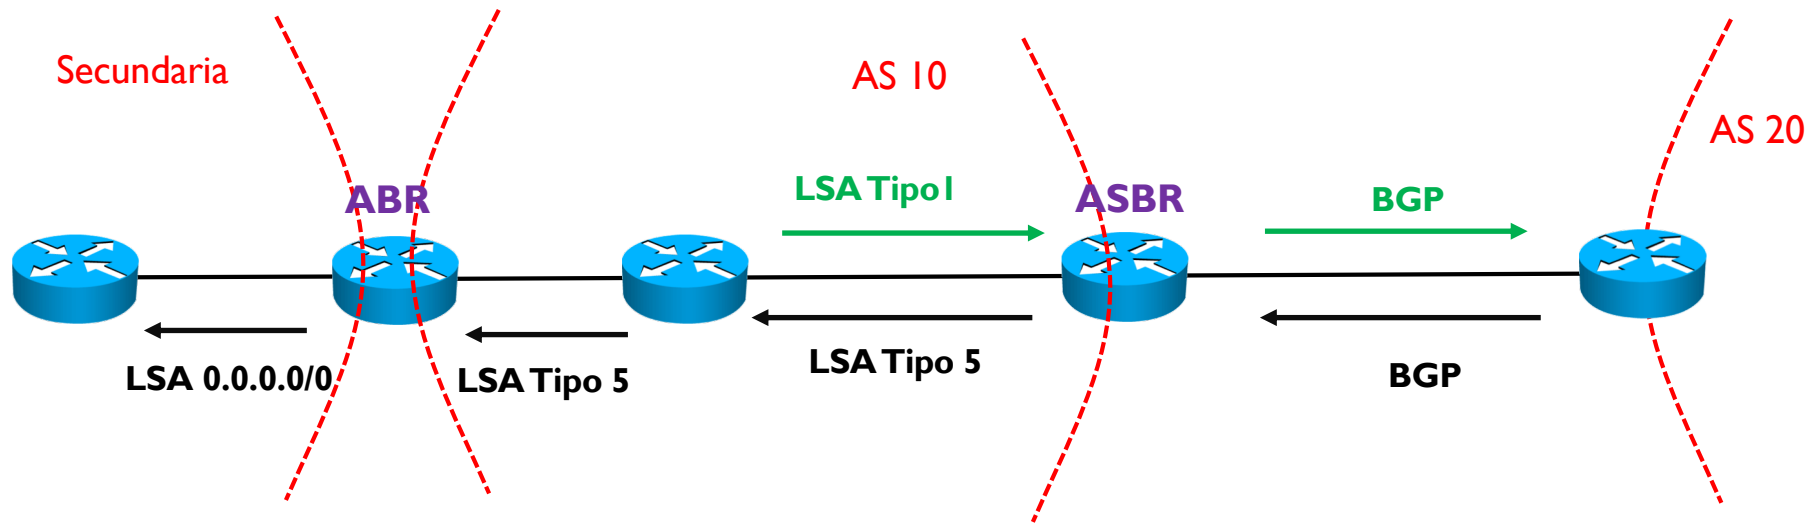 Secundaria
AS 10
AS 20
ABR
LSA Tipo1
ASBR
BGP
LSA 0.0.0.0/0
LSA Tipo 5
LSA Tipo 5
BGP